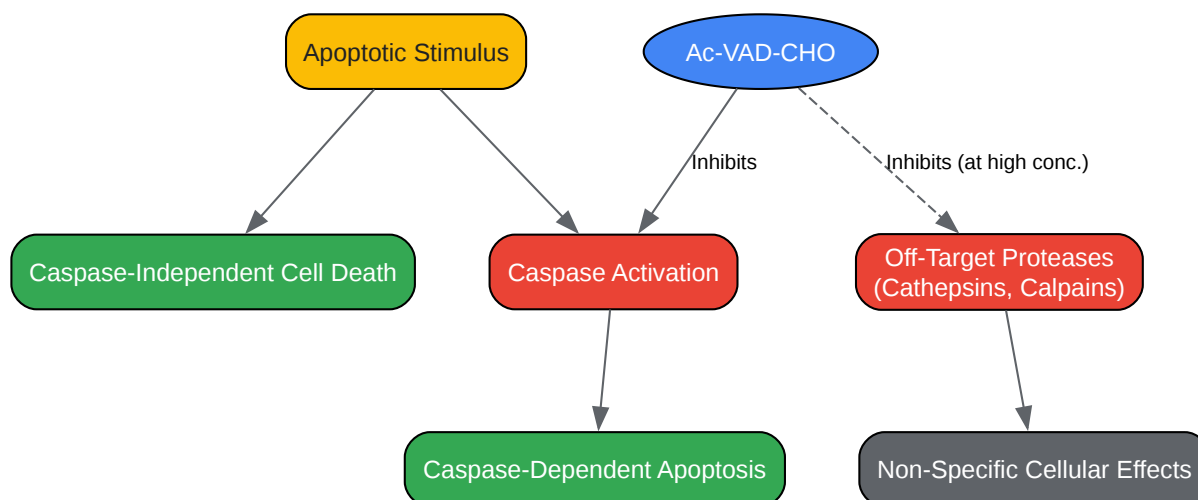 Apoptotic Stimulus
Ac-VAD-CHO
Inhibits
Inhibits (at high conc.)
Caspase-Independent Cell Death
Caspase Activation
Off-Target Proteases
(Cathepsins, Calpains)
Caspase-Dependent Apoptosis
Non-Specific Cellular Effects